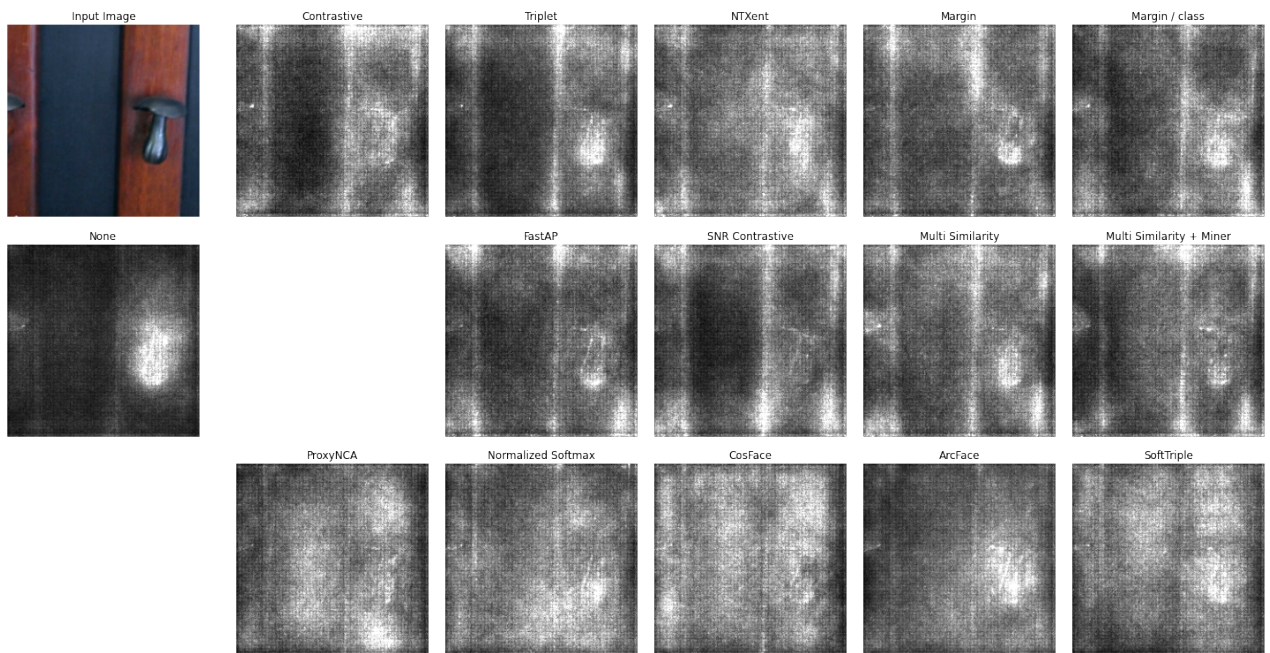 Input Image
Contrastive
Triplet
NTXent
Margin
Margin / class
None
FastAP
SNR Contrastive
Multi Similarity
Multi Similarity + Miner
ProxyNCA
Normalized Softmax
CosFace
ArcFace
SoftTriple